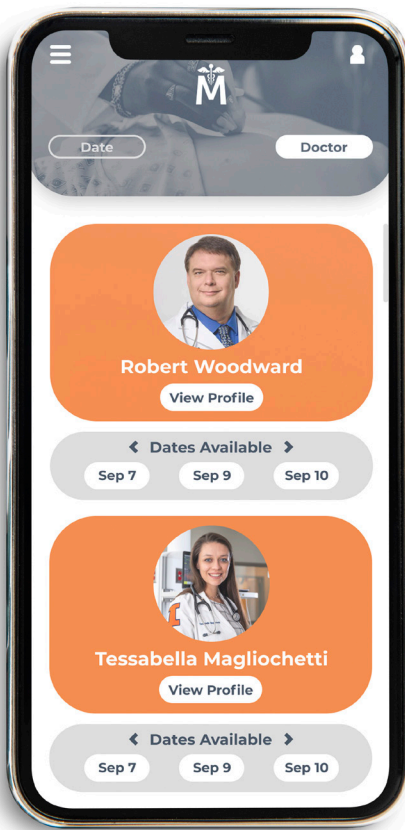 M
Date
Doctor
Robert Woodward
View Profile
Dates Available
Sep 7 Sep 9 Sep 10
Tessabella Magliochetti
View Profile
Dates Available
Sep 7 Sep 9 Sep 10